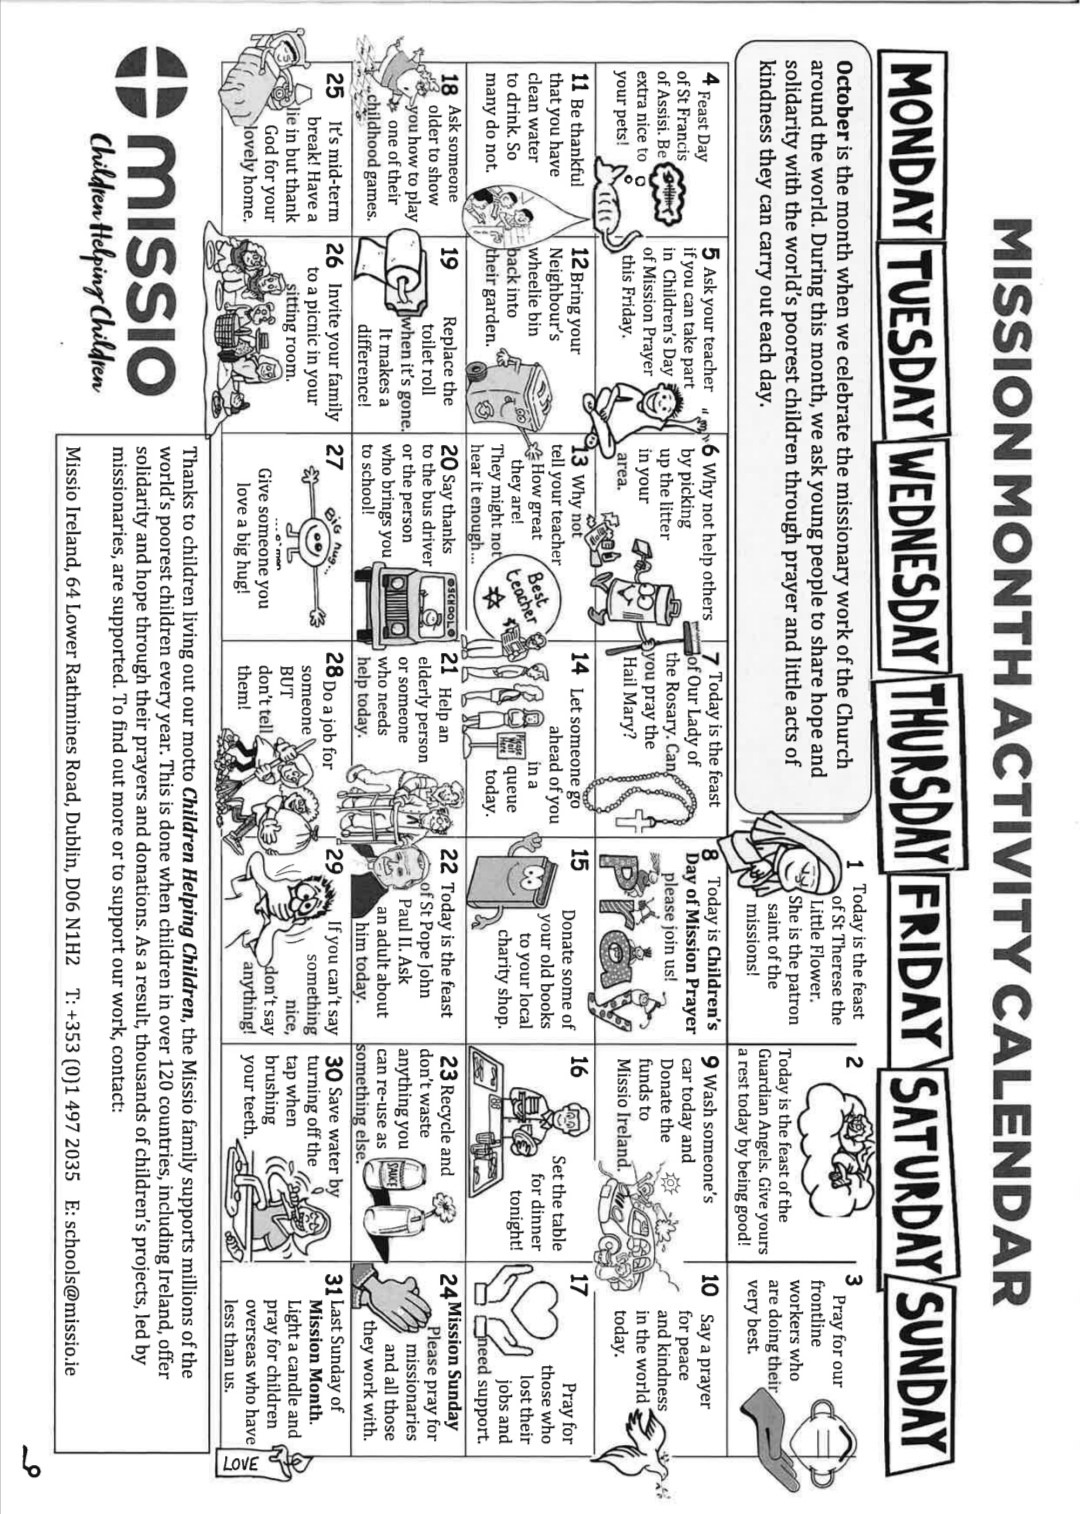 MISSION MONTH ACTIVITY CALENDAR
MONDAY TUESDAY WEDNESDAY THURSDAY FRIDAY SATURDAY SUNDAY
October is the month when we celebrate the missionary work of the Church
around the world. During this month, we ask young people to share hope and
solidarity with the world's poorest children through prayer and little acts of
kindness they can carry out each day.
1 Today is the feast
of St Therese the
Little Flower.
She is the patron
saint of the
missions!
2
Today is the feast of the
Guardian Angels. Give yours
a rest today by being good!
3 Pray for our
frontline
workers who
are doing their
very best.
4 Feast Day
of St Francis
of Assisi. Be
extra nice to
your pets!
5 Ask your teacher
if you can take part
in Children's Day
of Mission Prayer
this Friday.
6 Why not help others
by picking
up the litter
in your
area.
7 Today is the feast
of Our Lady of
the Rosary. Can
you pray the
Hail Mary?
8 Today is Children's
Day of Mission Prayer
please join us!
Pray
9 Wash someone's
car today and
Donate the
funds to
Missio Ireland.
10 Say a prayer
for peace
and kindness
in the world
today.
11 Be thankful
that you have
clean water
to drink. So
many do not.
12 Bring your
Neighbour's
wheelie bin
back into
their garden.
13 Why not
tell your teacher
How great
they are!
They might not
hear it enough...
Best
teacher
14 Let someone go
ahead of you
in a
queue
today.
Please
Wait
Here
15 Donate some of
your old books
to your local
charity shop.
16
Set the table
for dinner
tonight!
17 Pray for
those who
lost their
jobs and
need support.
18 Ask someone
older to show
you how to play
one of their
childhood games.
19 Replace the
toilet roll
when it's gone.
It makes a
difference!
20 Say thanks
to the bus driver
or the person
who brings you
to school!
SCHOOL
21 Help an
elderly person
or someone
who needs
help today.
22 Today is the feast
of St Pope John
Paul II. Ask
an adult about
him today.
23 Recycle and
don't waste
anything you
can re-use as
something else.
SAUCE
24 Mission Sunday
Please pray for
missionaries
and all those
they work with.
25 It's mid-term
break! Have a
lie in but thank
God for your
lovely home.
26 Invite your family
to a picnic in your
sitting room.
27
BIG hug...
Give someone you
love a big hug!
28 Do a job for
someone
BUT
don't tell
them!
29 If you can't say
something
nice,
don't say
anything!
30 Save water by
turning off the
tap when
brushing
your teeth.
31 Last Sunday of
Mission Month.
Light a candle and
pray for children
overseas who have
less than us.
LOVE
missio
Children Helping Children
Thanks to children living out our motto Children Helping Children, the Missio family supports millions of the
world's poorest children every year. This is done when children in over 120 countries, including Ireland, offer
solidarity and hope through their prayers and donations. As a result, thousands of children's projects, led by
missionaries, are supported. To find out more or to support our work, contact:
Missio Ireland, 64 Lower Rathmines Road, Dublin, D06 N1H2 T: +353 (0)1 497 2035 E: schools@missio.ie